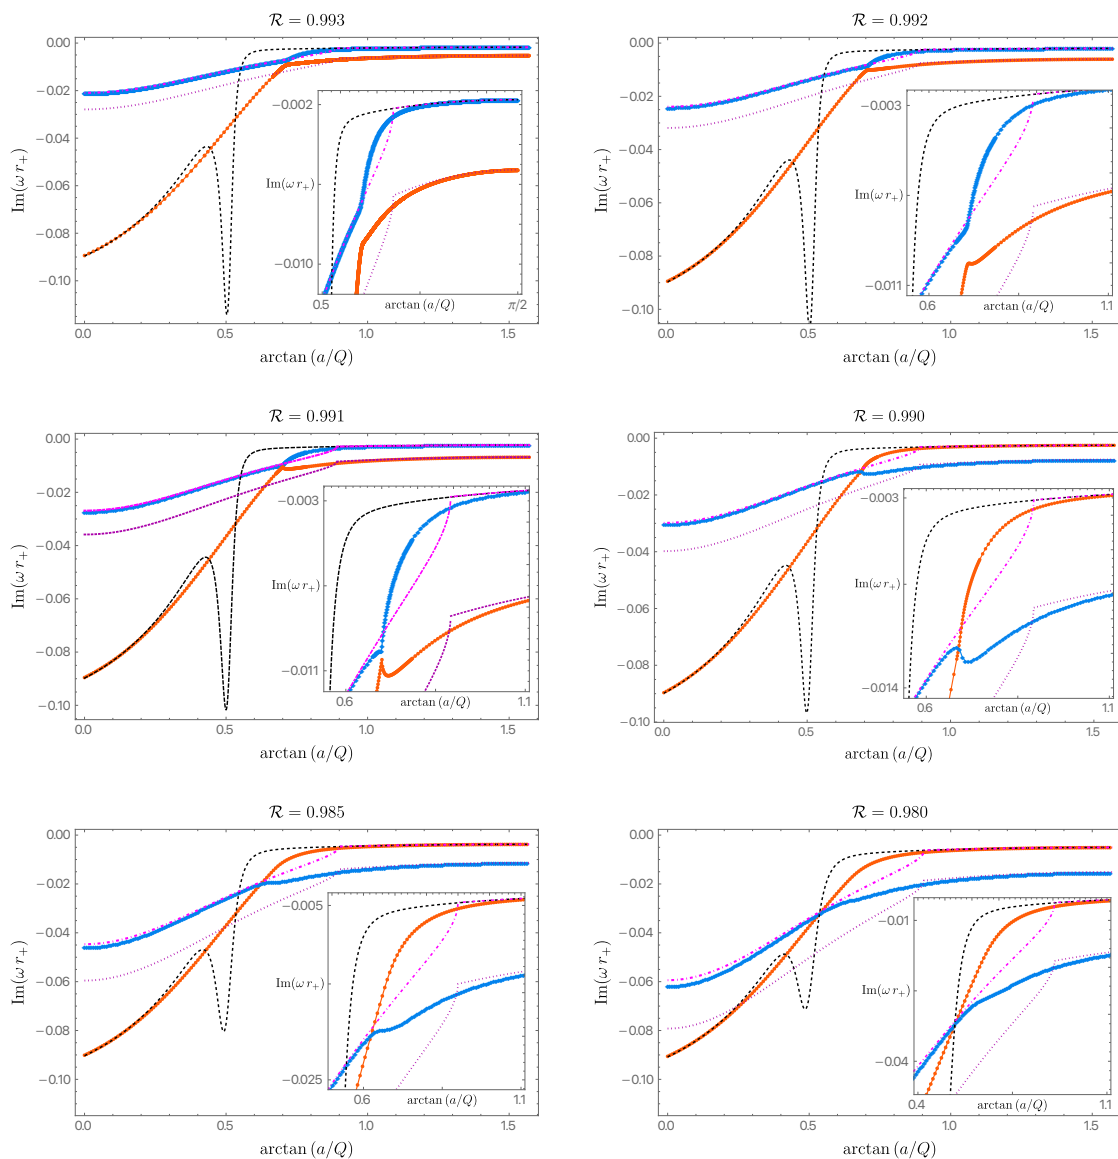 ℛ = 0.993
0.00
−0.02
−0.04
−0.06
−0.08
−0.10
Im(ω r₊)
−0.002
Im(ω r₊)
−0.010
0.5
arctan (a/Q)
π/2
0.0
0.5
1.0
1.5
arctan (a/Q)
ℛ = 0.992
0.00
−0.02
−0.04
−0.06
−0.08
−0.10
Im(ω r₊)
−0.003
Im(ω r₊)
−0.011
0.6
arctan (a/Q)
1.1
0.0
0.5
1.0
1.5
arctan (a/Q)
ℛ = 0.991
0.00
−0.02
−0.04
−0.06
−0.08
−0.10
Im(ω r₊)
−0.003
Im(ω r₊)
−0.011
0.6
arctan (a/Q)
1.1
0.0
0.5
1.0
1.5
arctan (a/Q)
ℛ = 0.990
0.00
−0.02
−0.04
−0.06
−0.08
−0.10
Im(ω r₊)
−0.003
Im(ω r₊)
−0.014
0.6
arctan (a/Q)
1.1
0.0
0.5
1.0
1.5
arctan (a/Q)
ℛ = 0.985
0.00
−0.02
−0.04
−0.06
−0.08
−0.10
Im(ω r₊)
−0.005
Im(ω r₊)
−0.025
0.6
arctan (a/Q)
1.1
0.0
0.5
1.0
1.5
arctan (a/Q)
ℛ = 0.980
0.00
−0.02
−0.04
−0.06
−0.08
−0.10
Im(ω r₊)
−0.01
Im(ω r₊)
−0.04
0.4
arctan (a/Q)
1.1
0.0
0.5
1.0
1.5
arctan (a/Q)